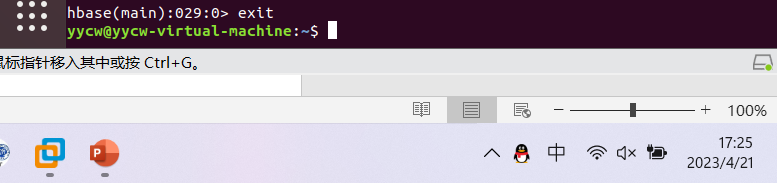 hbase(main):029:0> exit
yycw@yycw-virtual-machine:~$
鼠标指针移入其中或按 Ctrl+G。
100%
P
中
17:25
2023/4/21